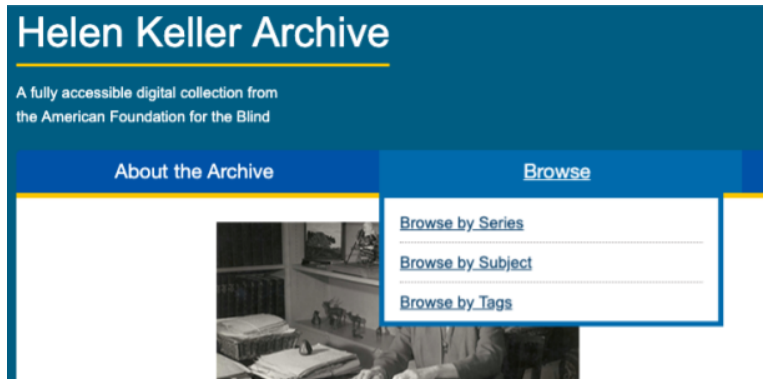 Helen Keller Archive
A fully accessible digital collection from
the American Foundation for the Blind
About the Archive
Browse
Browse by Series
Browse by Subject
Browse by Tags